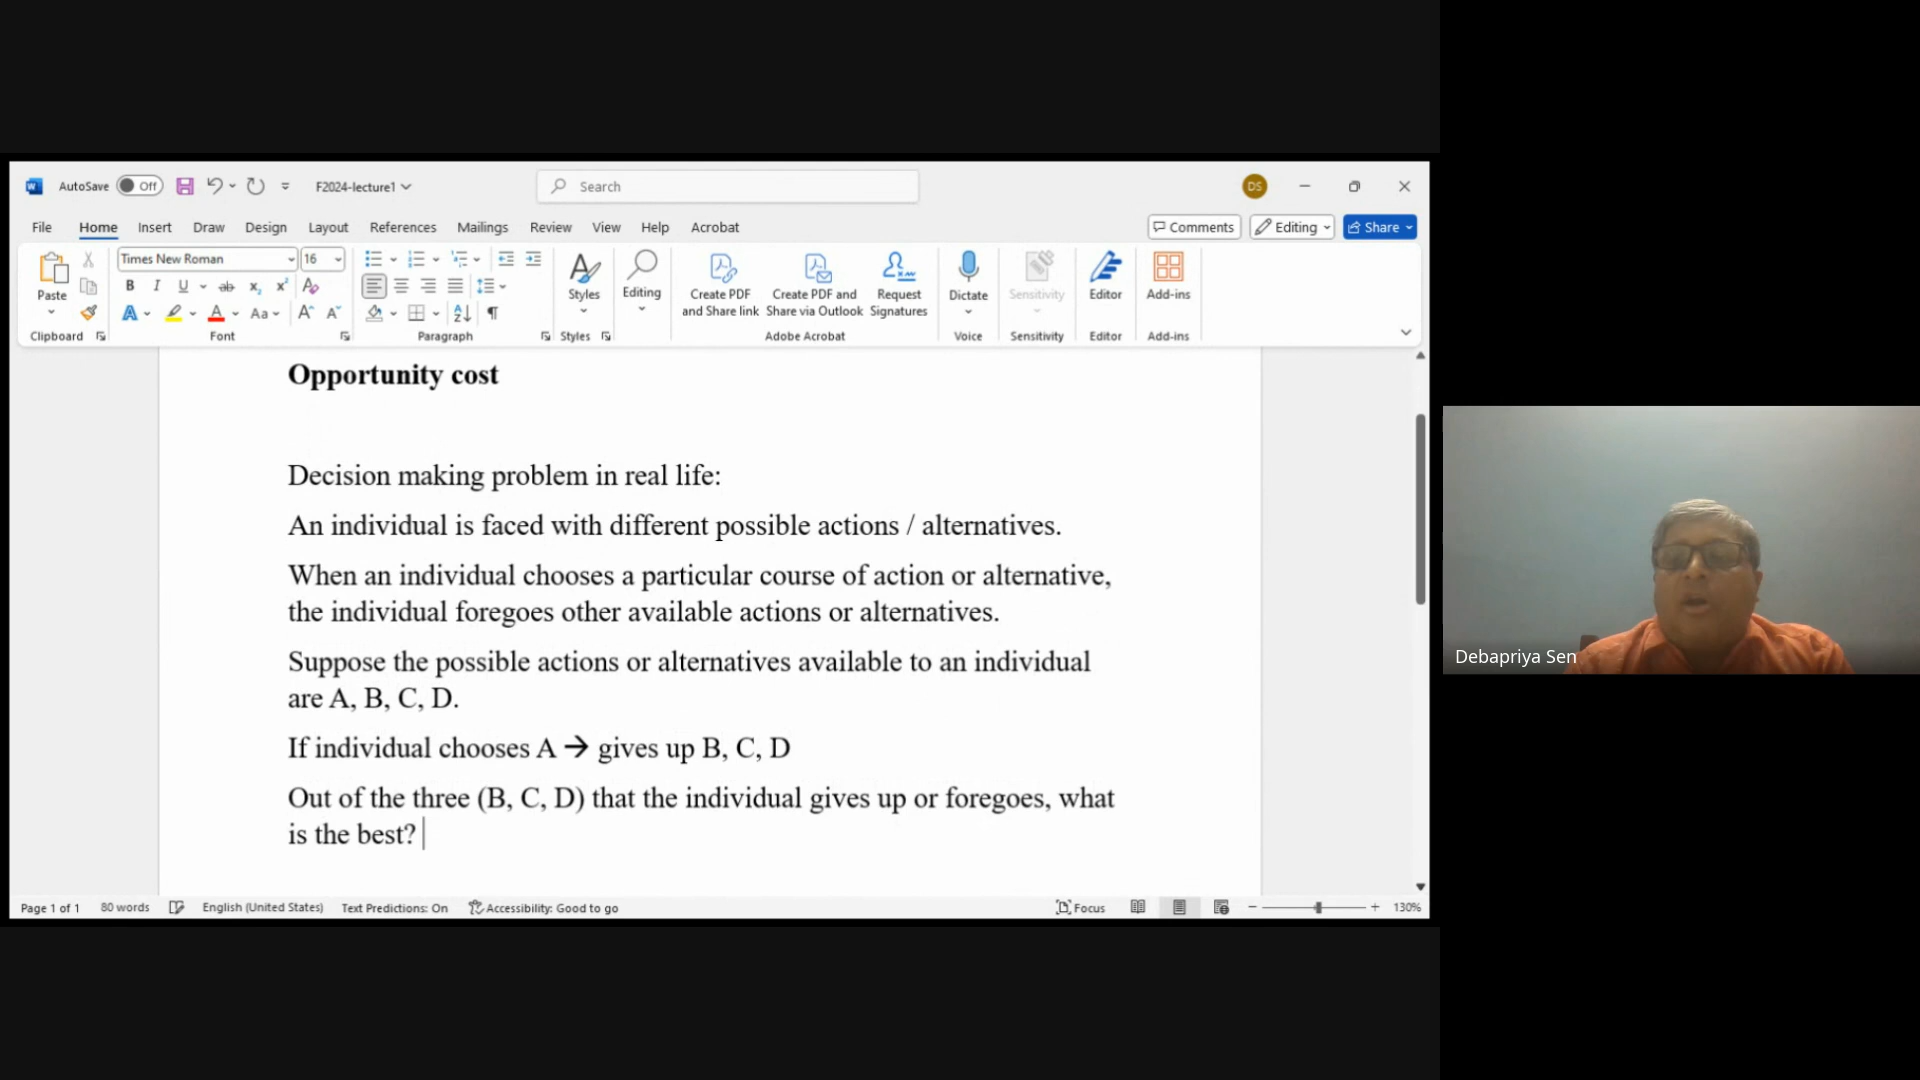 AutoSave Off F2024-lecture1 Search DS
File Home Insert Draw Design Layout References Mailings Review View Help Acrobat Comments Editing Share
Times New Roman 16
Paste
B I U ab x₂ x² A
A A Aa A A
Styles
Editing
Create PDF and Share link
Create PDF and Share via Outlook
Request Signatures
Dictate
Sensitivity
Editor
Add-ins
Clipboard Font Paragraph Styles Adobe Acrobat Voice Sensitivity Editor Add-ins
Opportunity cost
Decision making problem in real life:
An individual is faced with different possible actions / alternatives.
When an individual chooses a particular course of action or alternative,
the individual foregoes other available actions or alternatives.
Suppose the possible actions or alternatives available to an individual
are A, B, C, D.
If individual chooses A → gives up B, C, D
Out of the three (B, C, D) that the individual gives up or foregoes, what
is the best?
Page 1 of 1 80 words English (United States) Text Predictions: On Accessibility: Good to go Focus 130%
Debapriya Sen